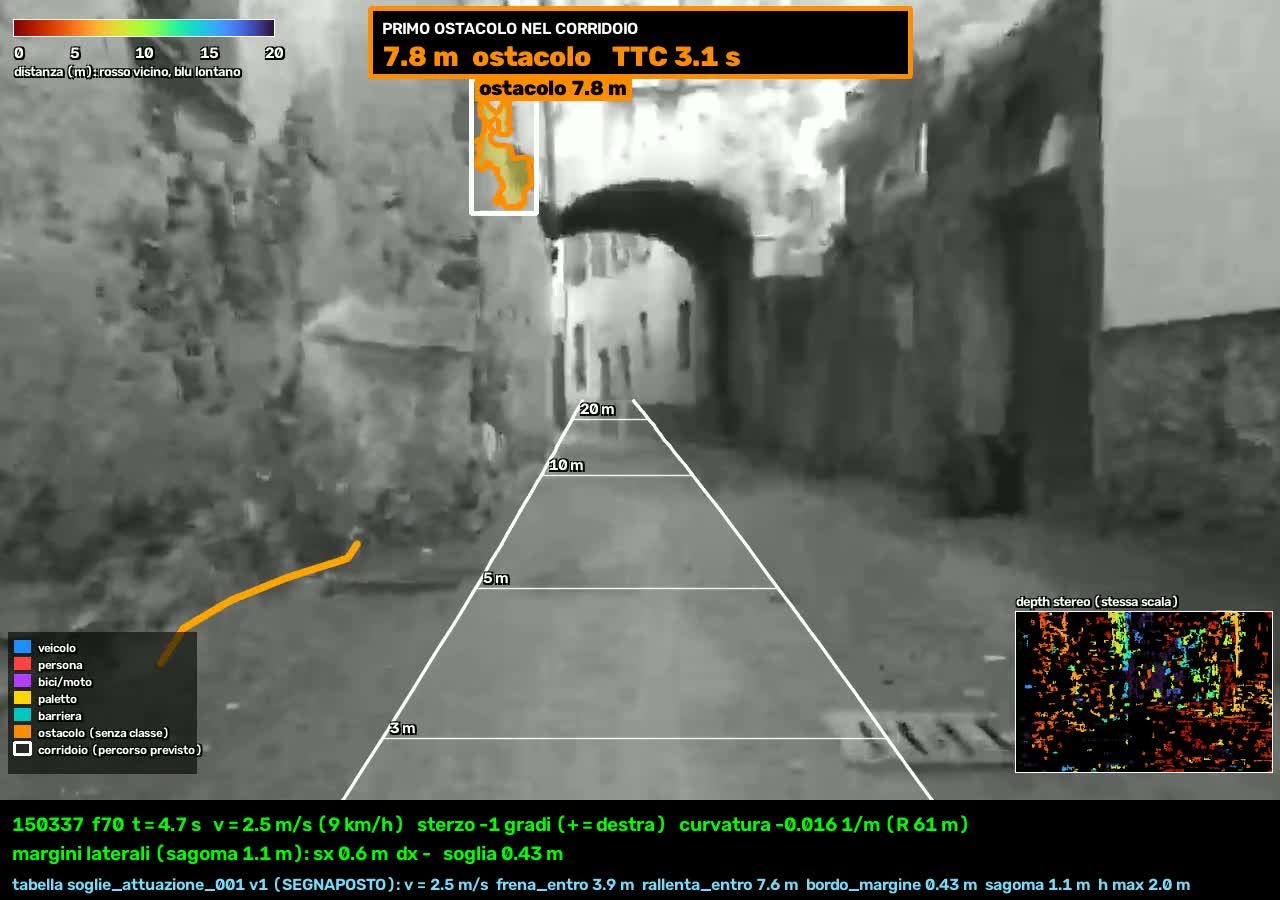 0 5 10 15 20
distanza (m): rosso vicino, blu lontano
PRIMO OSTACOLO NEL CORRIDOIO
7.8 m ostacolo TTC 3.1 s
ostacolo 7.8 m
20 m
10 m
5 m
3 m
depth stereo (stessa scala)
veicolo
persona
bici/moto
paletto
barriera
ostacolo (senza classe)
corridoio (percorso previsto)
150337 f70 t = 4.7 s v = 2.5 m/s (9 km/h) sterzo -1 gradi (+ = destra) curvatura -0.016 1/m (R 61 m)
margini laterali (sagoma 1.1 m): sx 0.6 m dx - soglia 0.43 m
tabella soglie_attuazione_001 v1 (SEGNAPOSTO): v = 2.5 m/s frena_entro 3.9 m rallenta_entro 7.6 m bordo_margine 0.43 m sagoma 1.1 m h max 2.0 m